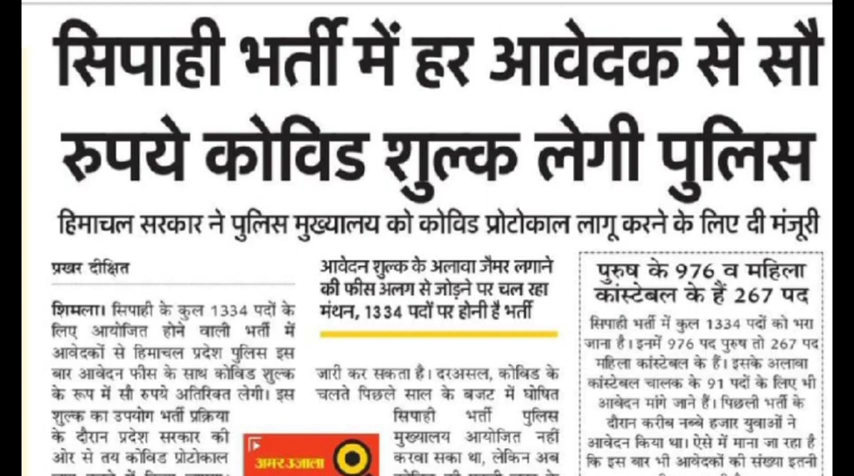 सिपाही भर्ती में हर आवेदक से सौ
रुपये कोविड शुल्क लेगी पुलिस
हिमाचल सरकार ने पुलिस मुख्यालय को कोविड प्रोटोकाल लागू करने के लिए दी मंजूरी
प्रखर दीक्षित
शिमला। सिपाही के कुल 1334 पदों के
लिए आयोजित होने वाली भर्ती में
आवेदकों से हिमाचल प्रदेश पुलिस इस
बार आवेदन फीस के साथ कोविड शुल्क
के रूप में सौ रुपये अतिरिक्त लेगी। इस
शुल्क का उपयोग भर्ती प्रक्रिया
के दौरान प्रदेश सरकार की
ओर से तय कोविड प्रोटोकाल
आवेदन शुल्क के अलावा जैमर लगाने
की फीस अलग से जोड़ने पर चल रहा
मंथन, 1334 पदों पर होनी है भर्ती
जारी कर सकता है। दरअसल, कोविड के
चलते पिछले साल के बजट में घोषित
सिपाही भर्ती पुलिस
मुख्यालय आयोजित नहीं
करवा सका था, लेकिन अब
अमर उजाला
पुरुष के 976 व महिला
कांस्टेबल के हैं 267 पद
सिपाही भर्ती में कुल 1334 पदों को भरा
जाना है। इनमें 976 पद पुरुष तो 267 पद
महिला कांस्टेबल के हैं। इसके अलावा
कांस्टेबल चालक के 91 पदों के लिए भी
आवेदन मांगे जाने हैं। पिछली भर्ती के
दौरान करीब नब्बे हजार युवाओं ने
आवेदन किया था। ऐसे में माना जा रहा है
कि इस बार भी आवेदकों की संख्या इतनी